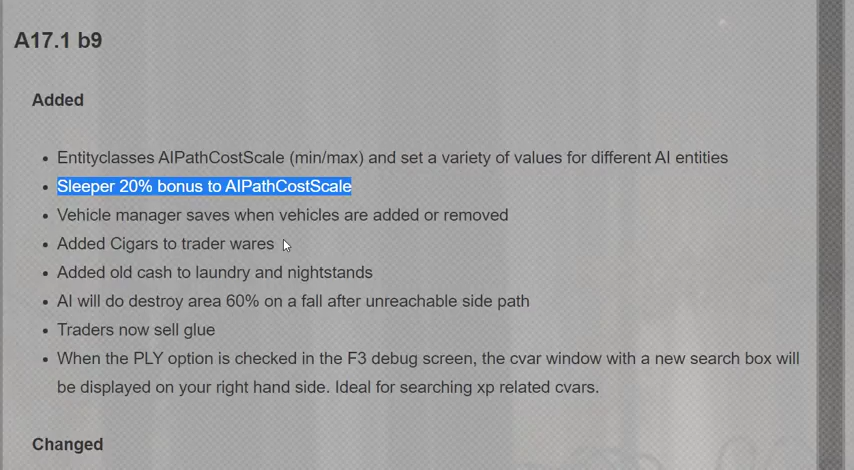 A17.1 b9
Added
Entityclasses AIPathCostScale (min/max) and set a variety of values for different AI entities
Sleeper 20% bonus to AIPathCostScale
Vehicle manager saves when vehicles are added or removed
Added Cigars to trader wares
Added old cash to laundry and nightstands
AI will do destroy area 60% on a fall after unreachable side path
Traders now sell glue
When the PLY option is checked in the F3 debug screen, the cvar window with a new search box will
be displayed on your right hand side. Ideal for searching xp related cvars.
Changed